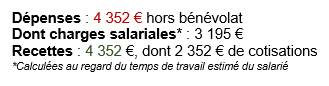 Dépenses : 4 352 € hors bénévolat
Dont charges salariales* : 3 195 €
Recettes : 4 352 €, dont 2 352 € de cotisations
*Calculées au regard du temps de travail estimé du salarié